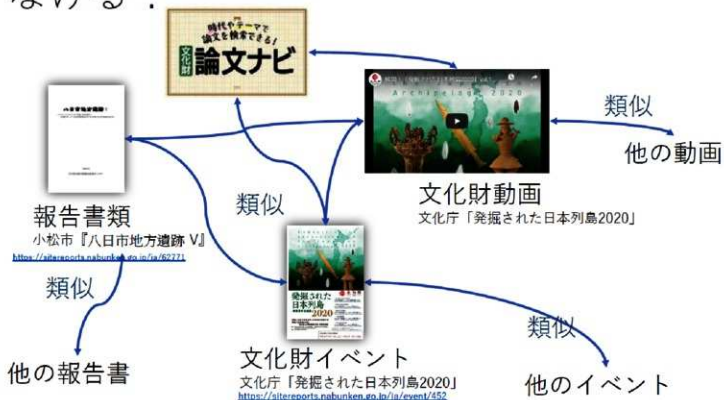 なげる！
時代やテーマで
論文を検索できる！
文化財
論文ナビ
Archipelago 2020
類似
他の動画
文化財動画
文化庁「発掘された日本列島2020」
報告書類
小松市『八日市地方遺跡 Ⅴ』
https://sitereports.nabunken.go.jp/ja/62771
類似
類似
他の報告書
発掘された
日本列島
2020
文化財イベント
文化庁「発掘された日本列島2020」
https://sitereports.nabunken.go.jp/ja/event/452
類似
他のイベント